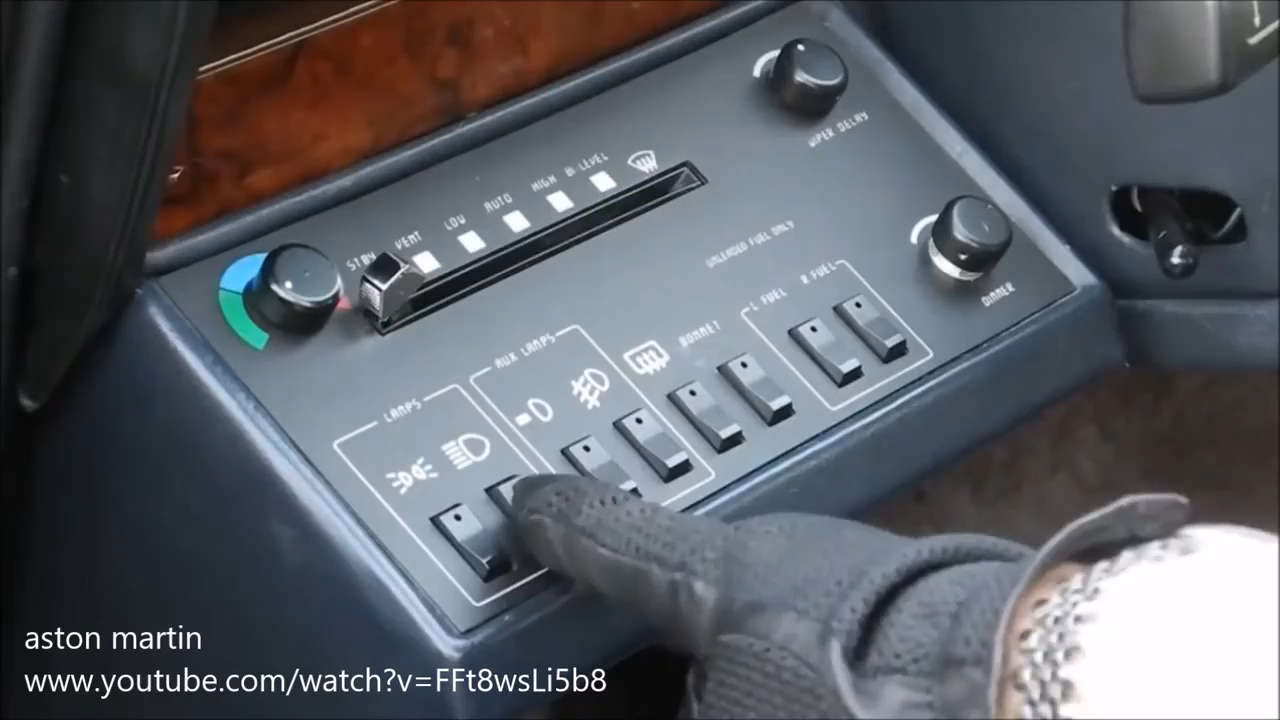 WIPER DELAY
STBY
VENT
LOW
AUTO
HIGH
BI-LEVEL
UNLEADED FUEL ONLY
DIMMER
L FUEL
R FUEL
BONNET
AUX LAMPS
LAMPS
aston martin
www.youtube.com/watch?v=FFt8wsLi5b8